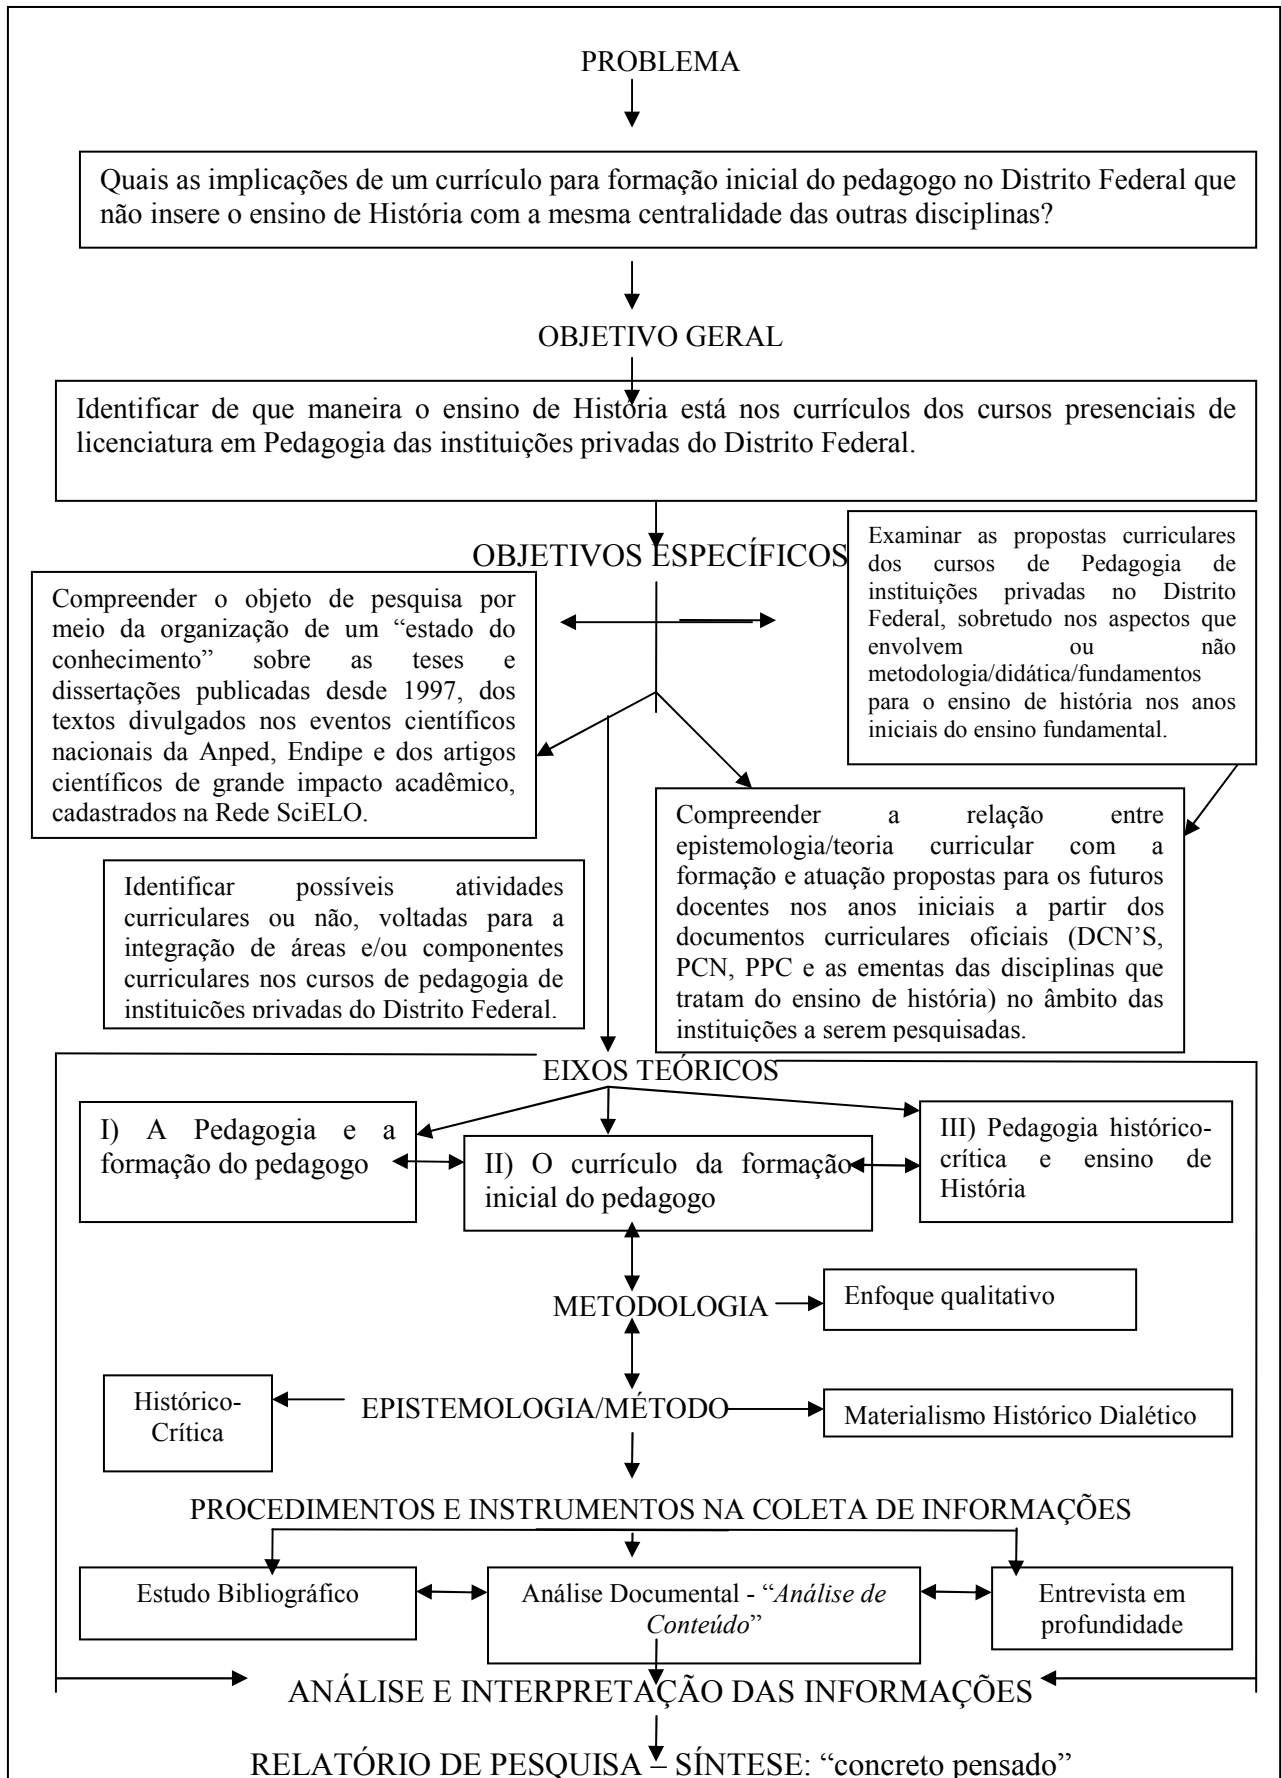 PROBLEMA
Quais as implicações de um currículo para formação inicial do pedagogo no Distrito Federal que
não insere o ensino de História com a mesma centralidade das outras disciplinas?
OBJETIVO GERAL
Identificar de que maneira o ensino de História está nos currículos dos cursos presenciais de
licenciatura em Pedagogia das instituições privadas do Distrito Federal.
OBJETIVOS ESPECÍFICOS
Compreender o objeto de pesquisa por
meio da organização de um “estado do
conhecimento” sobre as teses e
dissertações publicadas desde 1997, dos
textos divulgados nos eventos científicos
nacionais da Anped, Endipe e dos artigos
científicos de grande impacto acadêmico,
cadastrados na Rede SciELO.
Examinar as propostas curriculares
dos cursos de Pedagogia de
instituições privadas no Distrito
Federal, sobretudo nos aspectos que
envolvem ou não
metodologia/didática/fundamentos
para o ensino de história nos anos
iniciais do ensino fundamental.
Identificar possíveis atividades
curriculares ou não, voltadas para a
integração de áreas e/ou componentes
curriculares nos cursos de pedagogia de
instituições privadas do Distrito Federal.
Compreender a relação entre
epistemologia/teoria curricular com a
formação e atuação propostas para os futuros
docentes nos anos iniciais a partir dos
documentos curriculares oficiais (DCN’S,
PCN, PPC e as ementas das disciplinas que
tratam do ensino de história) no âmbito das
instituições a serem pesquisadas.
EIXOS TEÓRICOS
I) A Pedagogia e a
formação do pedagogo
II) O currículo da formação
inicial do pedagogo
III) Pedagogia histórico-
crítica e ensino de
História
METODOLOGIA
Enfoque qualitativo
Histórico-
Crítica
EPISTEMOLOGIA/MÉTODO
Materialismo Histórico Dialético
PROCEDIMENTOS E INSTRUMENTOS NA COLETA DE INFORMAÇÕES
Estudo Bibliográfico
Análise Documental - “Análise de
Conteúdo”
Entrevista em
profundidade
ANÁLISE E INTERPRETAÇÃO DAS INFORMAÇÕES
RELATÓRIO DE PESQUISA – SÍNTESE: “concreto pensado”